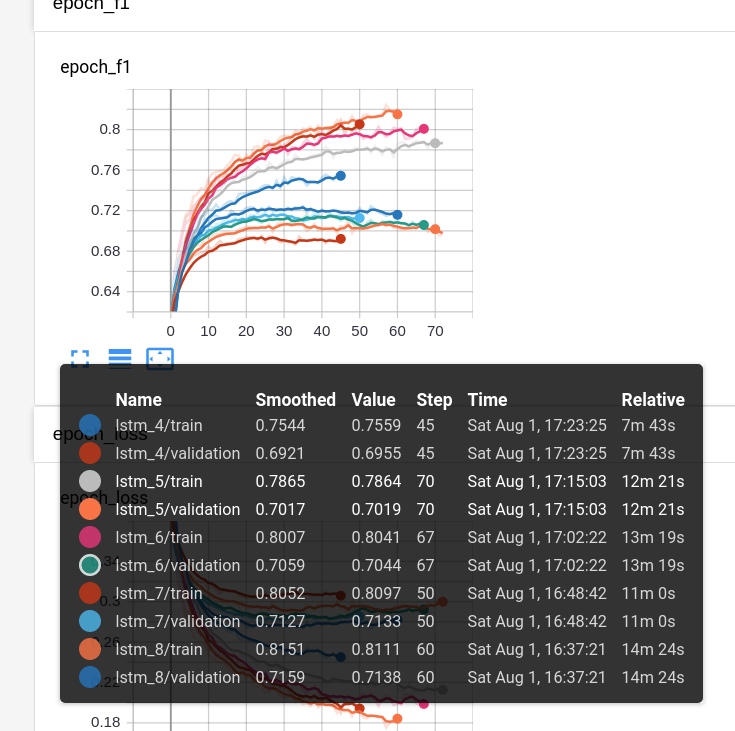 epoch_f1
epoch_f1
0.8
0.76
0.72
0.68
0.64
0 10 20 30 40 50 60 70
Name Smoothed Value Step Time Relative
lstm_4/train 0.7544 0.7559 45 Sat Aug 1, 17:23:25 7m 43s
epoch_loss
lstm_4/validation 0.6921 0.6955 45 Sat Aug 1, 17:23:25 7m 43s
lstm_5/train 0.7865 0.7864 70 Sat Aug 1, 17:15:03 12m 21s
epoch_loss
lstm_5/validation 0.7017 0.7019 70 Sat Aug 1, 17:15:03 12m 21s
lstm_6/train 0.8007 0.8041 67 Sat Aug 1, 17:02:22 13m 19s
lstm_6/validation 0.7059 0.7044 67 Sat Aug 1, 17:02:22 13m 19s
lstm_7/train 0.8052 0.8097 50 Sat Aug 1, 16:48:42 11m 0s
lstm_7/validation 0.7127 0.7133 50 Sat Aug 1, 16:48:42 11m 0s
lstm_8/train 0.8151 0.8111 60 Sat Aug 1, 16:37:21 14m 24s
lstm_8/validation 0.7159 0.7138 60 Sat Aug 1, 16:37:21 14m 24s
0.18